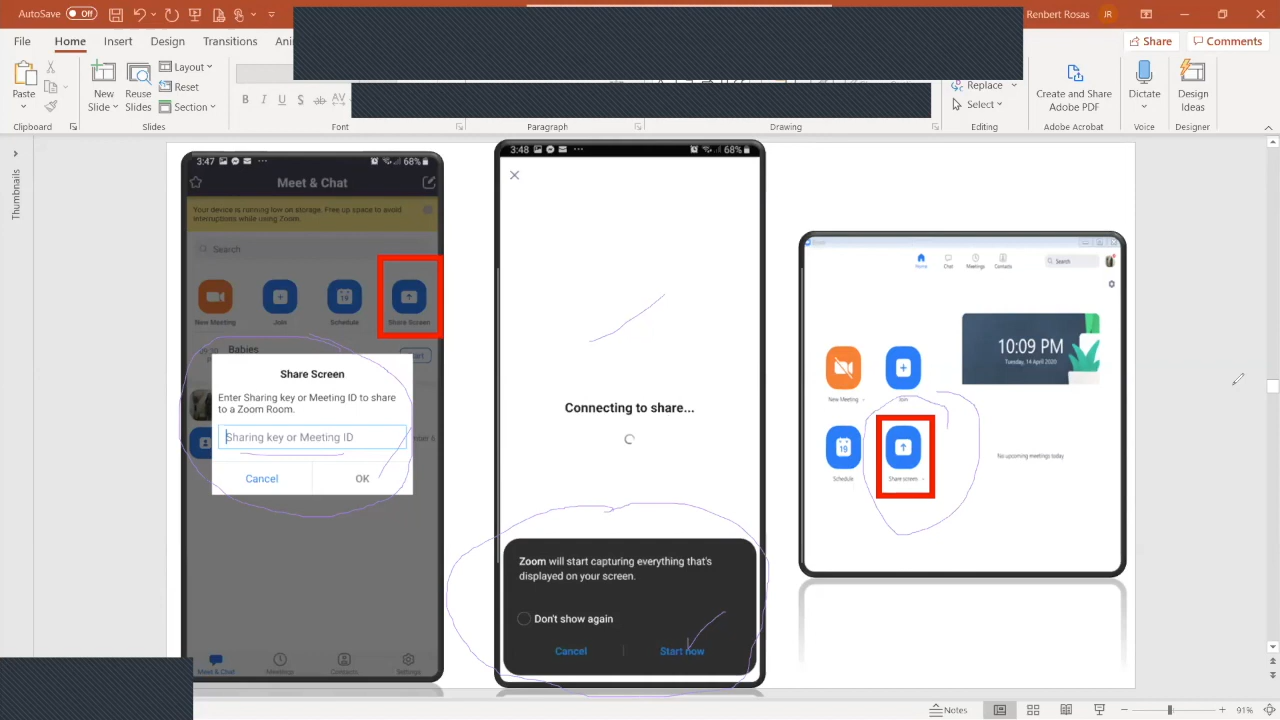 AutoSave Off
Renbert Rosas JR
File Home Insert Design Transitions Ani
Share Comments
Paste
New Slide
Reuse Slides
Layout
Reset
Section
B I U S ab AV
Replace
Select
Create and Share Adobe PDF
Dictate
Design Ideas
Clipboard Slides Font Paragraph Drawing Editing Adobe Acrobat Voice Designer
Thumbnails
3:47 68%
Meet & Chat
Your device is running low on storage. Free up space to avoid
interruptions while using Zoom.
Search
19
New Meeting Join Schedule Share Screen
Babies
Share Screen
Enter Sharing key or Meeting ID to share
to a Zoom Room.
Sharing key or Meeting ID
Cancel OK
Meet & Chat Meetings Contacts Settings
3:48 68%
Connecting to share...
Zoom will start capturing everything that's
displayed on your screen.
Don't show again
Cancel Start now
Home Chat Meetings Contacts
Search
10:09 PM
Tuesday, 14 April 2020
New Meeting Join
19
Schedule Share screen
No upcoming meetings today
Notes
91%